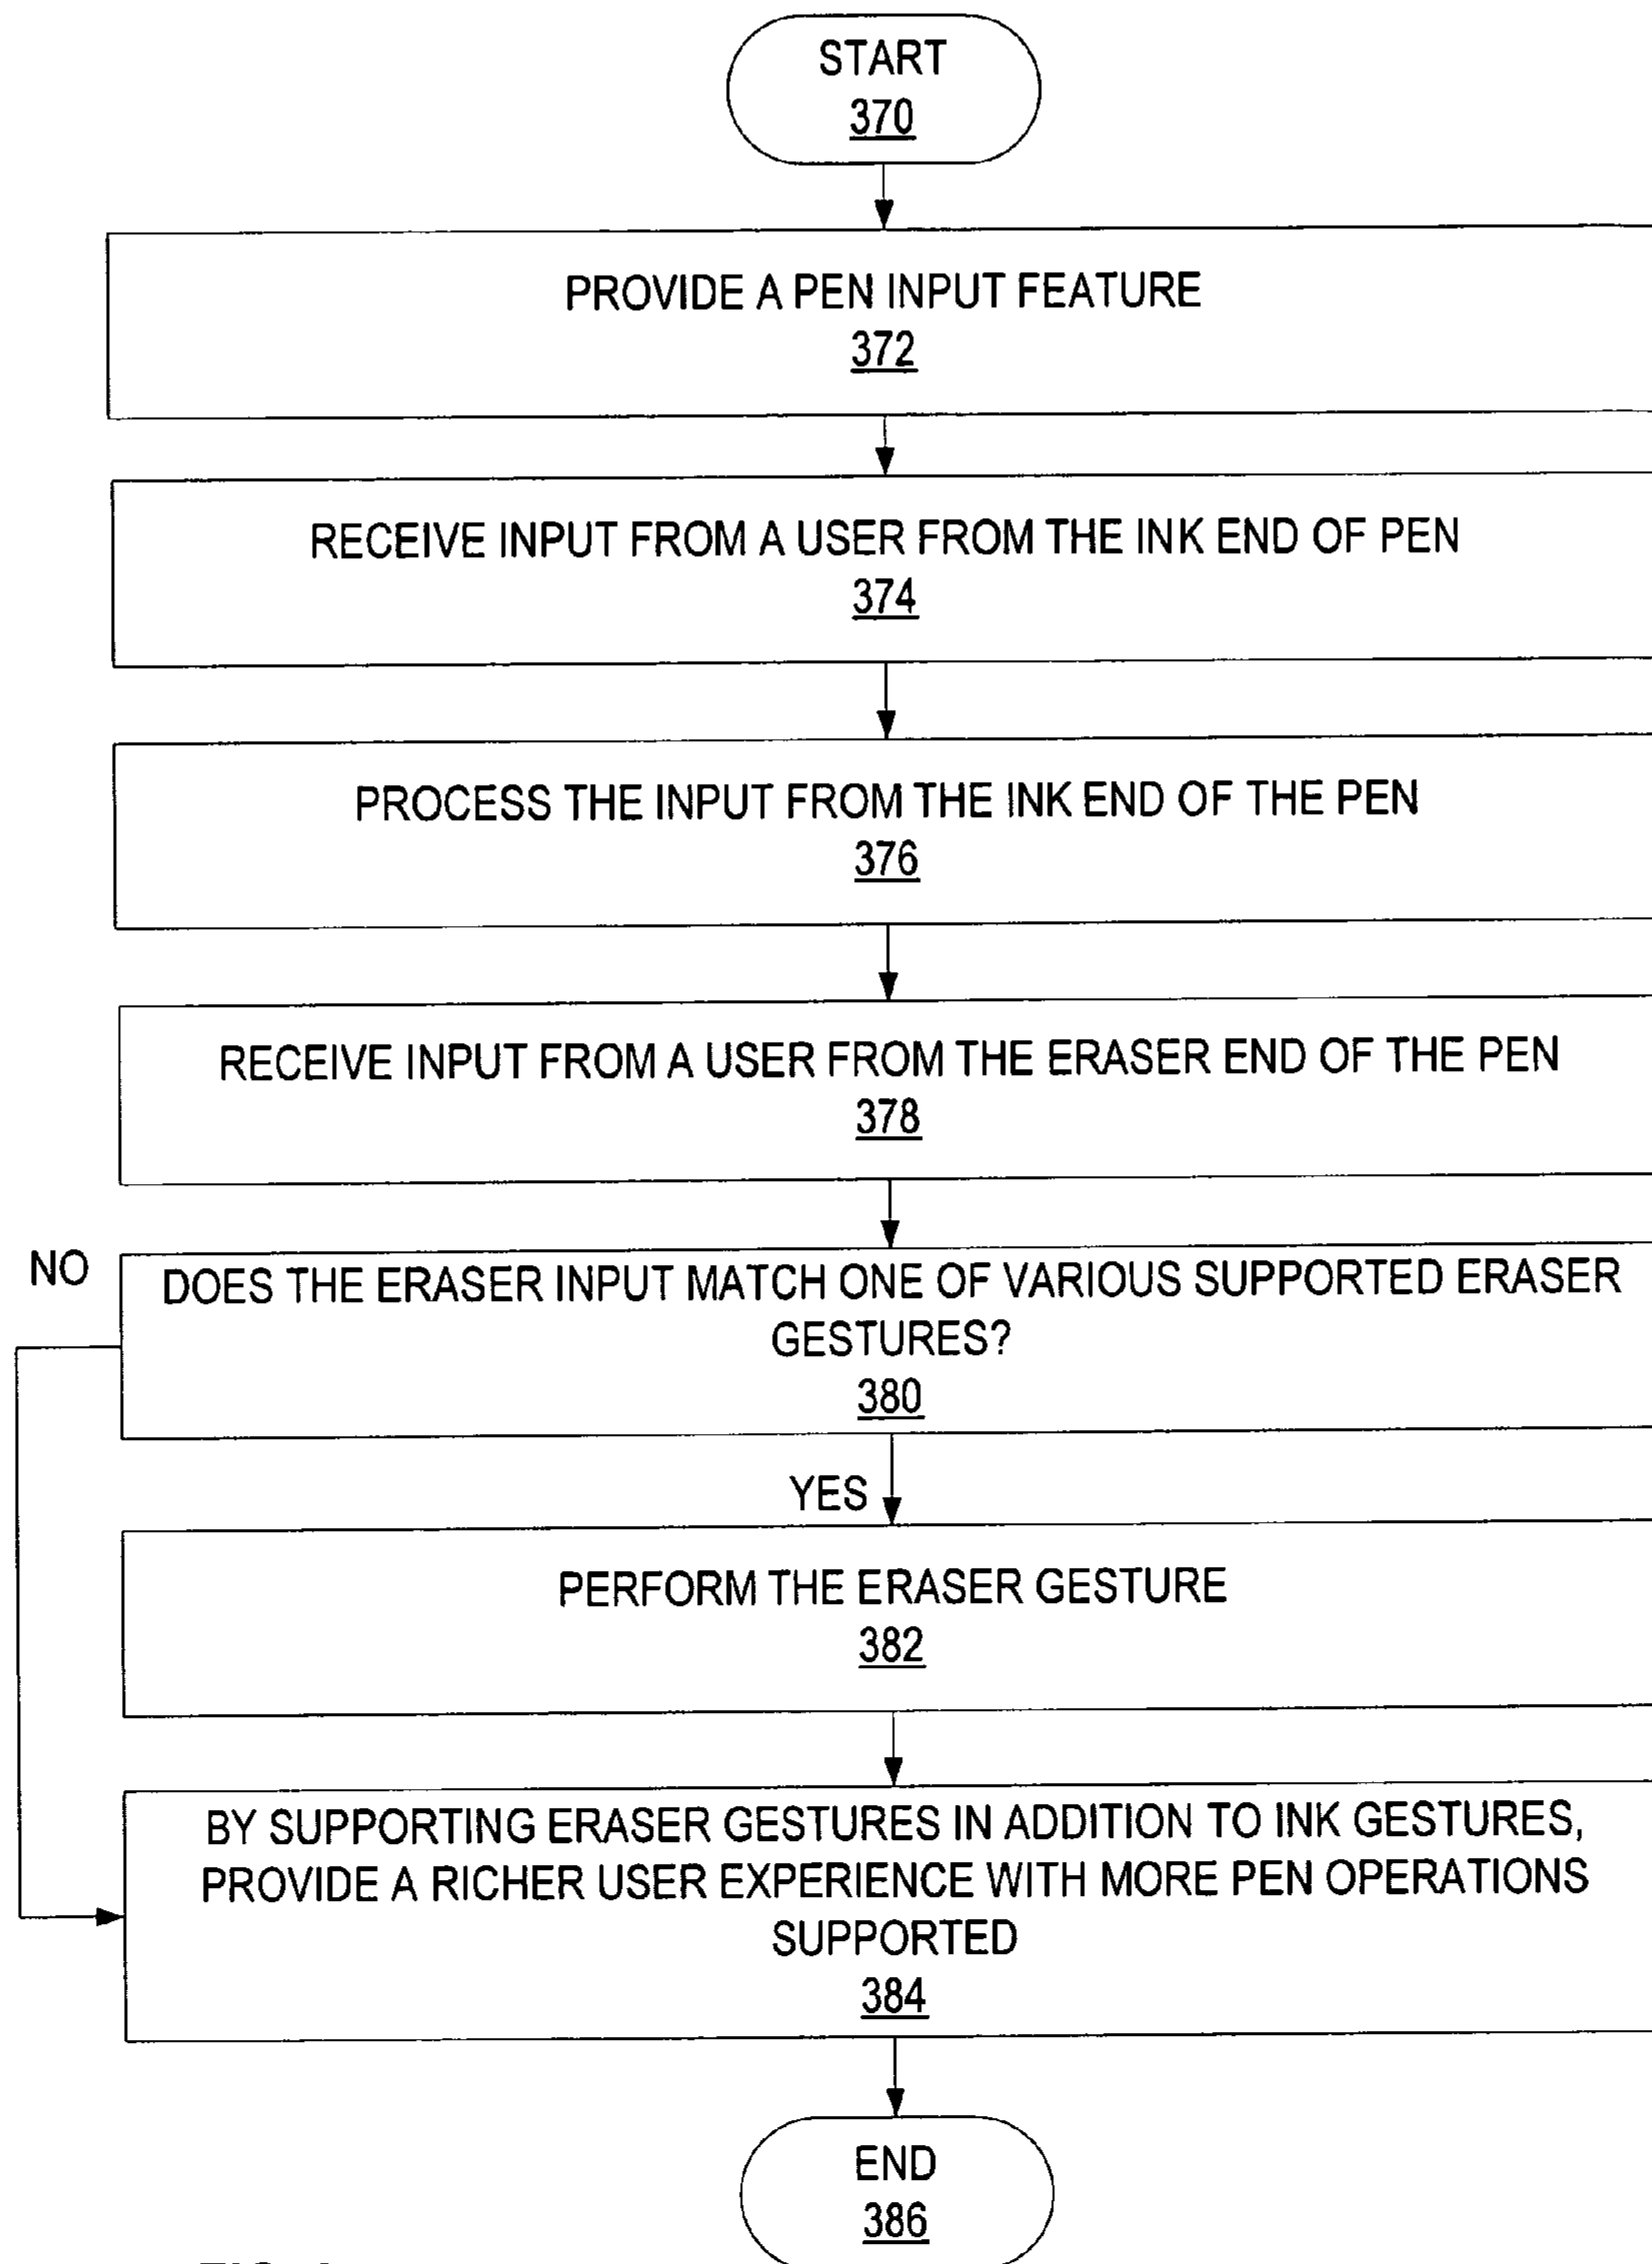 START
370
PROVIDE A PEN INPUT FEATURE
372
RECEIVE INPUT FROM A USER FROM THE INK END OF PEN
374
PROCESS THE INPUT FROM THE INK END OF THE PEN
376
RECEIVE INPUT FROM A USER FROM THE ERASER END OF THE PEN
378
NO
DOES THE ERASER INPUT MATCH ONE OF VARIOUS SUPPORTED ERASER
GESTURES?
380
YES
PERFORM THE ERASER GESTURE
382
BY SUPPORTING ERASER GESTURES IN ADDITION TO INK GESTURES,
PROVIDE A RICHER USER EXPERIENCE WITH MORE PEN OPERATIONS
SUPPORTED
384
END
386